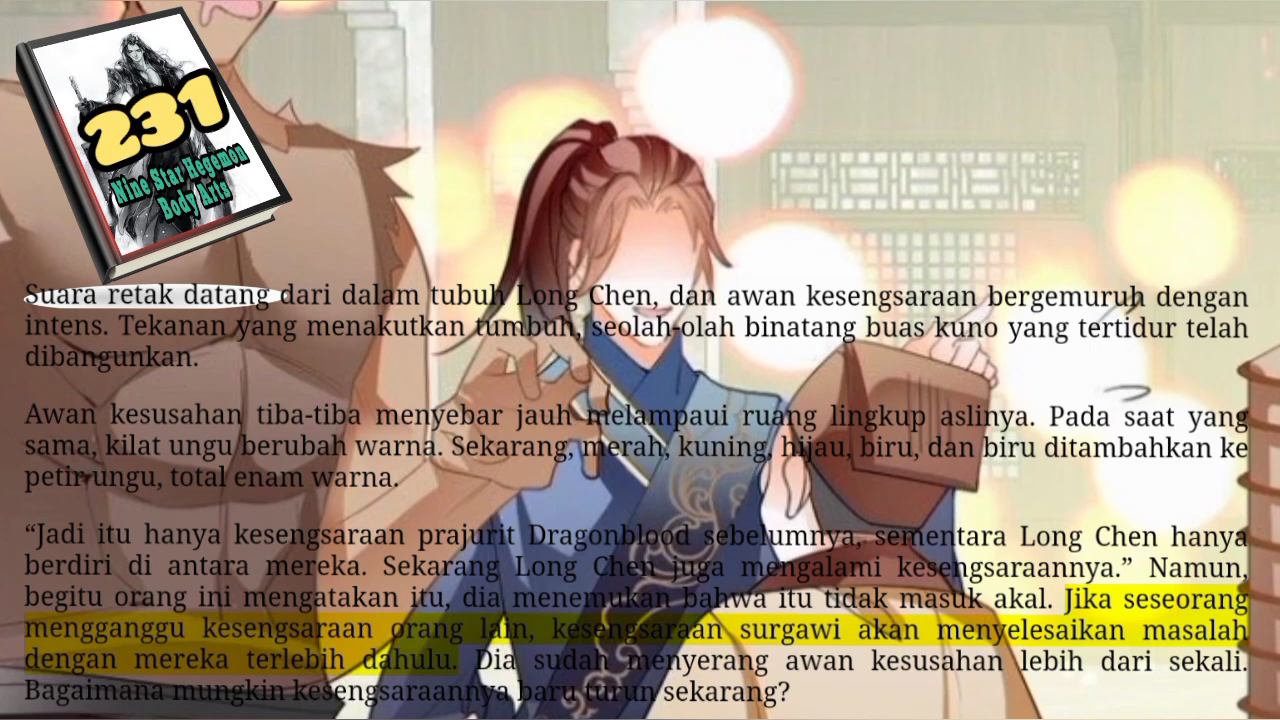 231
Nine Star Hegemon
Body Arts
Suara retak datang dari dalam tubuh Long Chen, dan awan kesengsaraan bergemuruh dengan
intens. Tekanan yang menakutkan tumbuh, seolah-olah binatang buas kuno yang tertidur telah
dibangunkan.
Awan kesusahan tiba-tiba menyebar jauh melampaui ruang lingkup aslinya. Pada saat yang
sama, kilat ungu berubah warna. Sekarang, merah, kuning, hijau, biru, dan biru ditambahkan ke
petir ungu, total enam warna.
“Jadi itu hanya kesengsaraan prajurit Dragonblood sebelumnya, sementara Long Chen hanya
berdiri di antara mereka. Sekarang Long Chen juga mengalami kesengsaraannya.” Namun,
begitu orang ini mengatakan itu, dia menemukan bahwa itu tidak masuk akal. Jika seseorang
mengganggu kesengsaraan orang lain, kesengsaraan surgawi akan menyelesaikan masalah
dengan mereka terlebih dahulu. Dia sudah menyerang awan kesusahan lebih dari sekali.
Bagaimana mungkin kesengsaraannya baru turun sekarang?